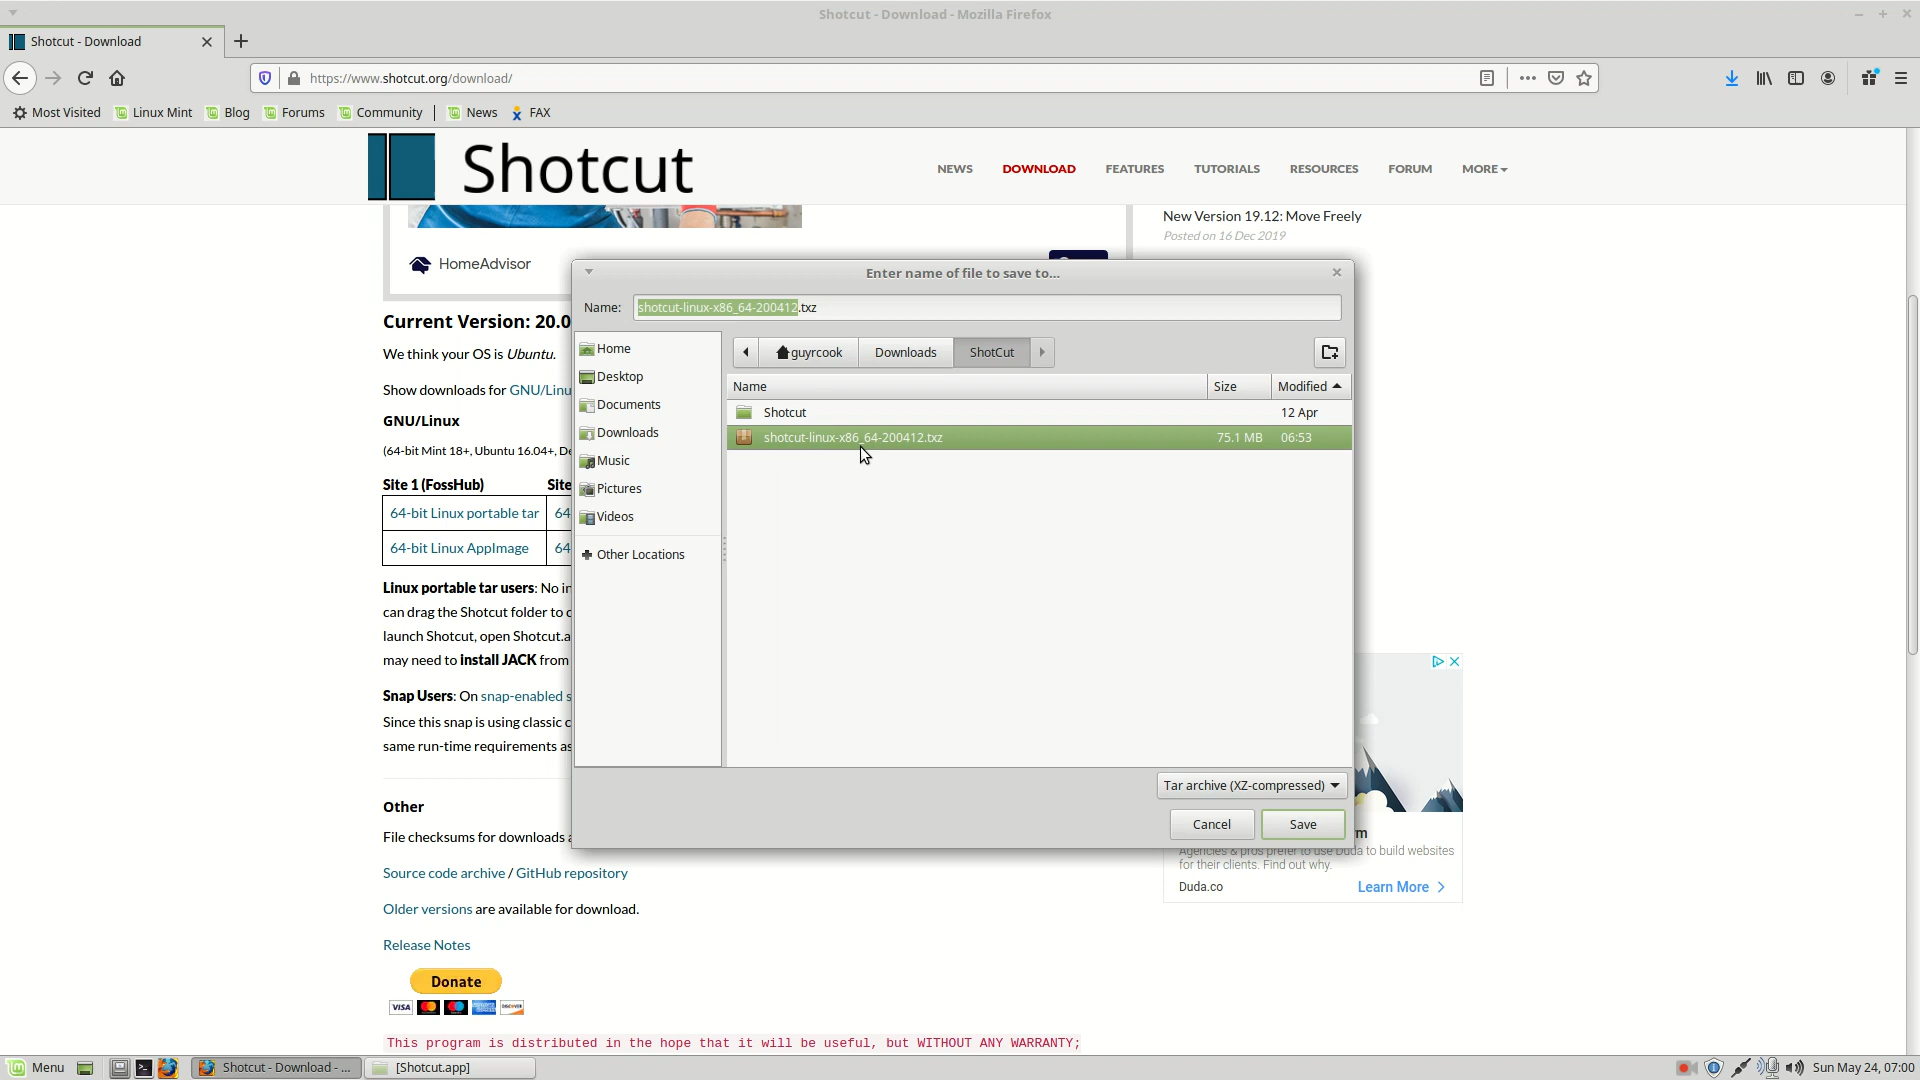 Shotcut - Download - Mozilla Firefox
Shotcut - Download
https://www.shotcut.org/download/
Most Visited Linux Mint Blog Forums Community News FAX
Shotcut
NEWS DOWNLOAD FEATURES TUTORIALS RESOURCES FORUM MORE
New Version 19.12: Move Freely
Posted on 16 Dec 2019
HomeAdvisor
Current Version: 20.0
We think your OS is Ubuntu.
Show downloads for GNU/Linu
GNU/Linux
(64-bit Mint 18+, Ubuntu 16.04+, De
Site 1 (FossHub) Site
64-bit Linux portable tar 64
64-bit Linux AppImage 64
Linux portable tar users: No in
can drag the Shotcut folder to
launch Shotcut, open Shotcut.a
may need to install JACK from
Snap Users: On snap-enabled s
Since this snap is using classic c
same run-time requirements as
Other
File checksums for downloads a
Source code archive / GitHub repository
Older versions are available for download.
Release Notes
Donate
VISA
DISCOVER
This program is distributed in the hope that it will be useful, but WITHOUT ANY WARRANTY;
Enter name of file to save to...
Name: shotcut-linux-x86_64-200412.txz
Home
Desktop
Documents
Downloads
Music
Pictures
Videos
Other Locations
guyrcook Downloads ShotCut
Name Size Modified
Shotcut 12 Apr
shotcut-linux-x86_64-200412.txz 75.1 MB 06:53
Tar archive (XZ-compressed)
Cancel Save
rm
Agencies & pros prefer to use Duda to build websites
for their clients. Find out why.
Duda.co Learn More
Menu Shotcut - Download - ... [Shotcut.app] Sun May 24, 07:00